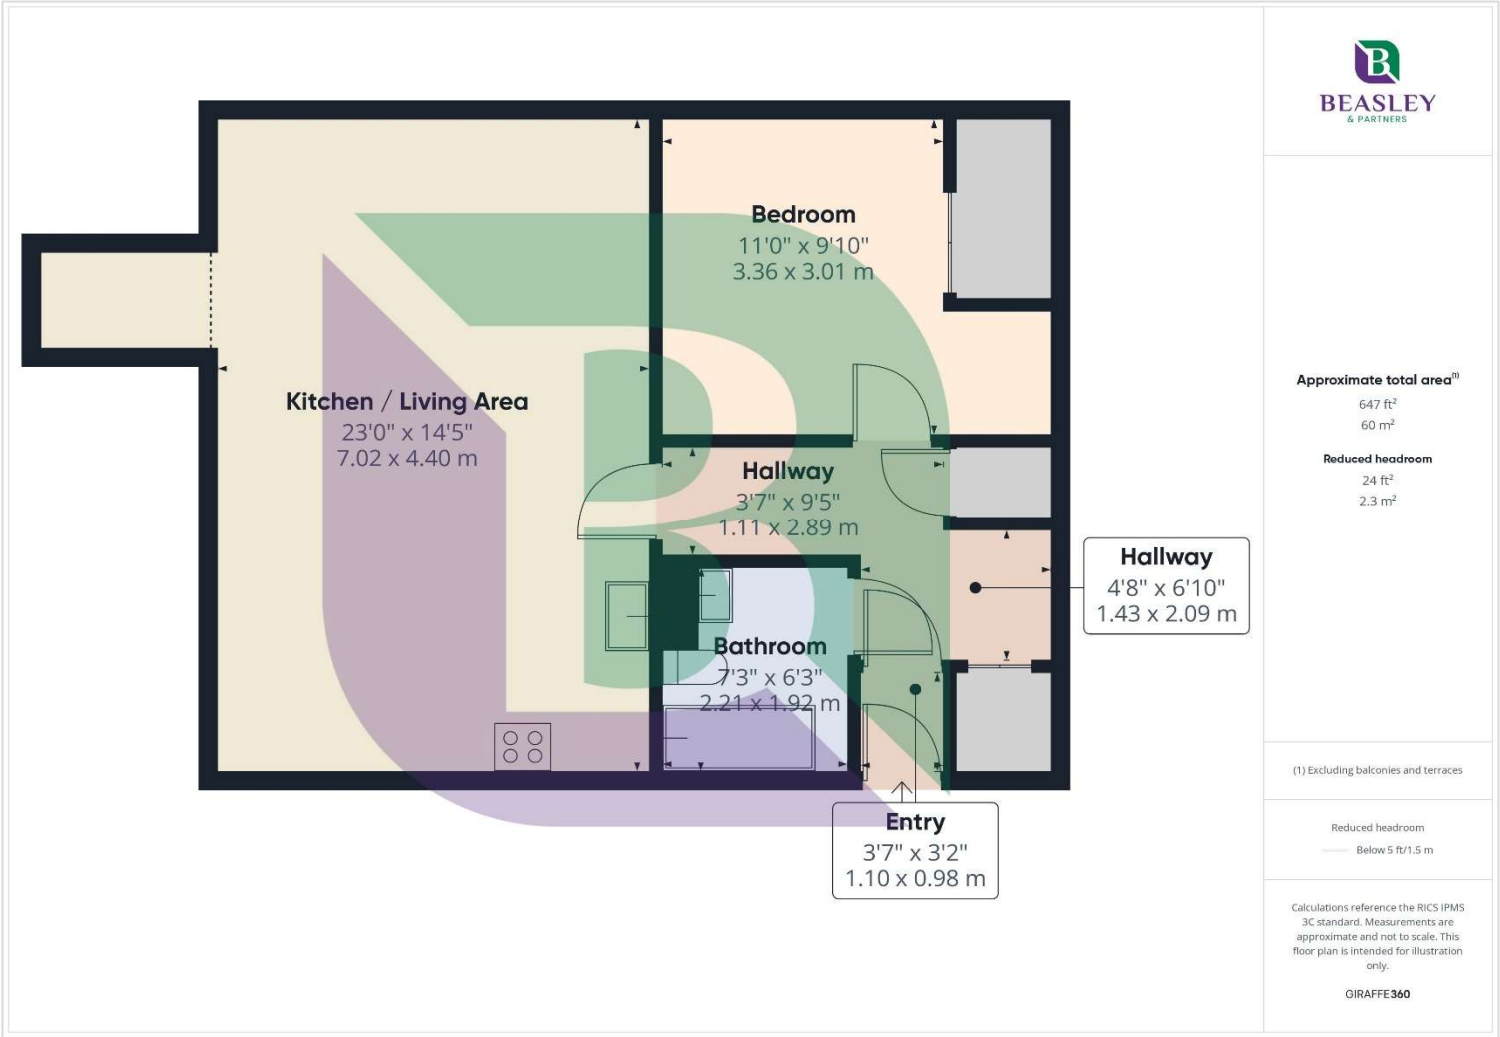 B
BEASLEY
& PARTNERS
Bedroom
11'0" x 9'10"
3.36 x 3.01 m
Kitchen / Living Area
23'0" x 14'5"
7.02 x 4.40 m
Hallway
3'7" x 9'5"
1.11 x 2.89 m
Hallway
4'8" x 6'10"
1.43 x 2.09 m
Bathroom
7'3" x 6'3"
2.21 x 1.92 m
Entry
3'7" x 3'2"
1.10 x 0.98 m
Approximate total area(1)
647 ft²
60 m²
Reduced headroom
24 ft²
2.3 m²
(1) Excluding balconies and terraces
Reduced headroom
Below 5 ft/1.5 m
Calculations reference the RICS IPMS
3C standard. Measurements are
approximate and not to scale. This
floor plan is intended for illustration
only.
GIRAFFE360